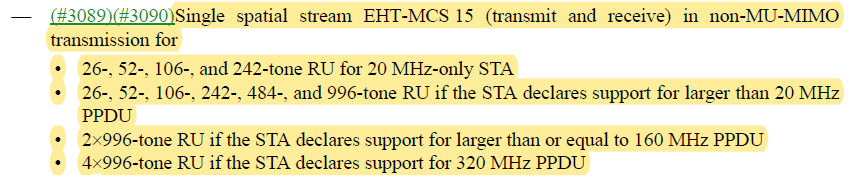 — (#3089)(#3090)Single spatial stream EHT-MCS 15 (transmit and receive) in non-MU-MIMO
transmission for
• 26-, 52-, 106-, and 242-tone RU for 20 MHz-only STA
• 26-, 52-, 106-, 242-, 484-, and 996-tone RU if the STA declares support for larger than 20 MHz
PPDU
• 2×996-tone RU if the STA declares support for larger than or equal to 160 MHz PPDU
• 4×996-tone RU if the STA declares support for 320 MHz PPDU